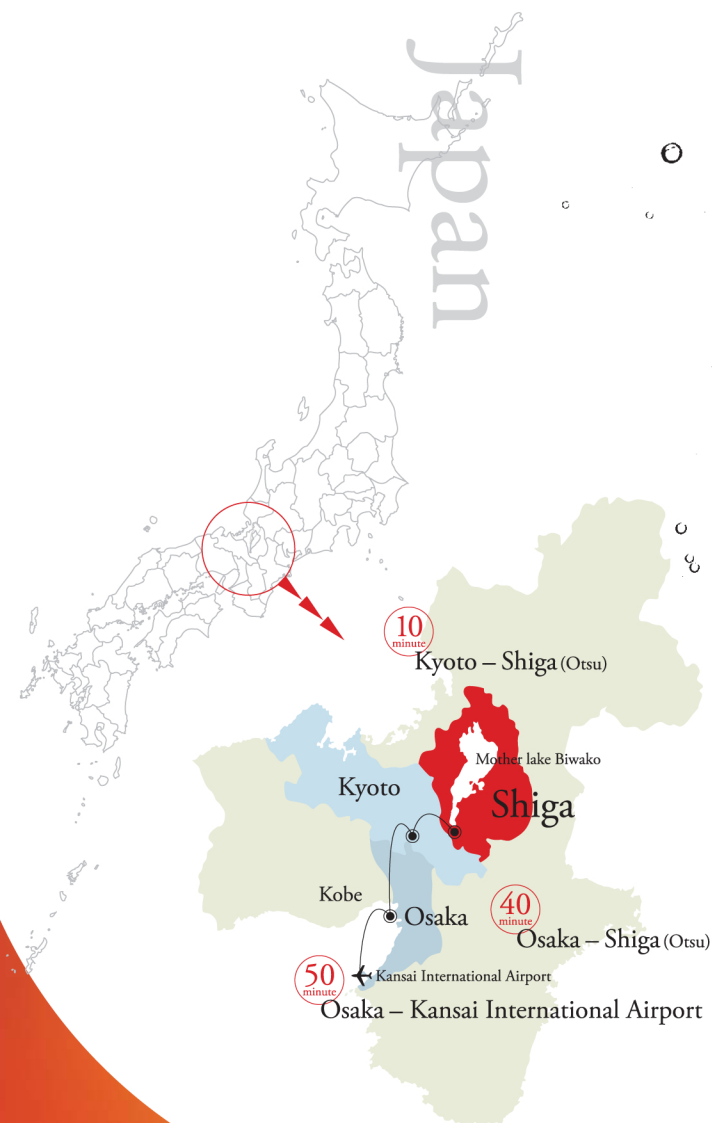 Japan
10
minute
Kyoto – Shiga (Otsu)
Mother lake Biwako
Kyoto
Shiga
Kobe
Osaka
40
minute
Osaka – Shiga (Otsu)
50
minute
Kansai International Airport
Osaka – Kansai International Airport